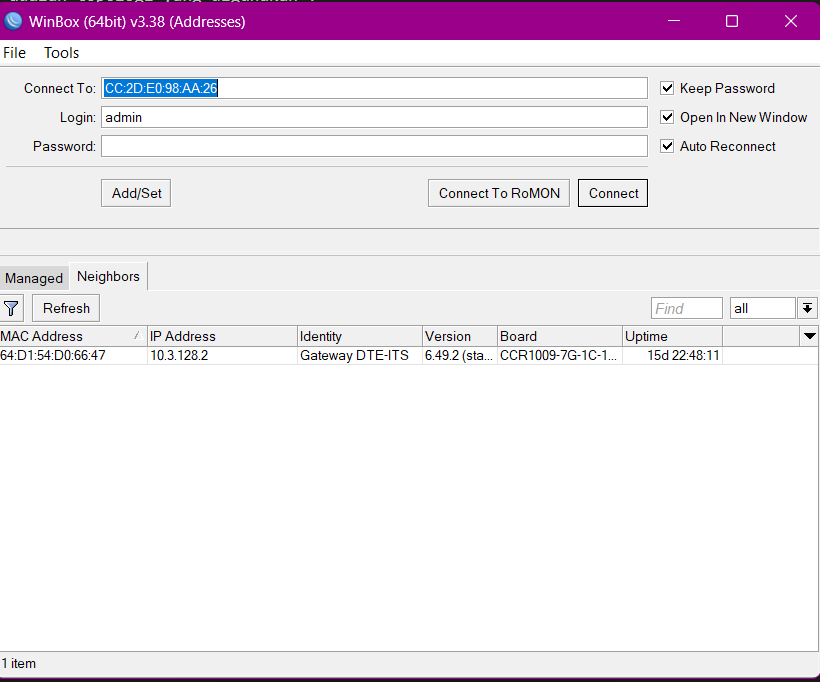 WinBox (64bit) v3.38 (Addresses)
File Tools
Connect To: CC:2D:E0:98:AA:26 Keep Password
Login: admin Open In New Window
Password: Auto Reconnect
Add/Set Connect To RoMON Connect
Managed Neighbors
Refresh Find all
MAC Address IP Address Identity Version Board Uptime
64:D1:54:D0:66:47 10.3.128.2 Gateway DTE-ITS 6.49.2 (sta... CCR1009-7G-1C-1... 15d 22:48:11
1 item